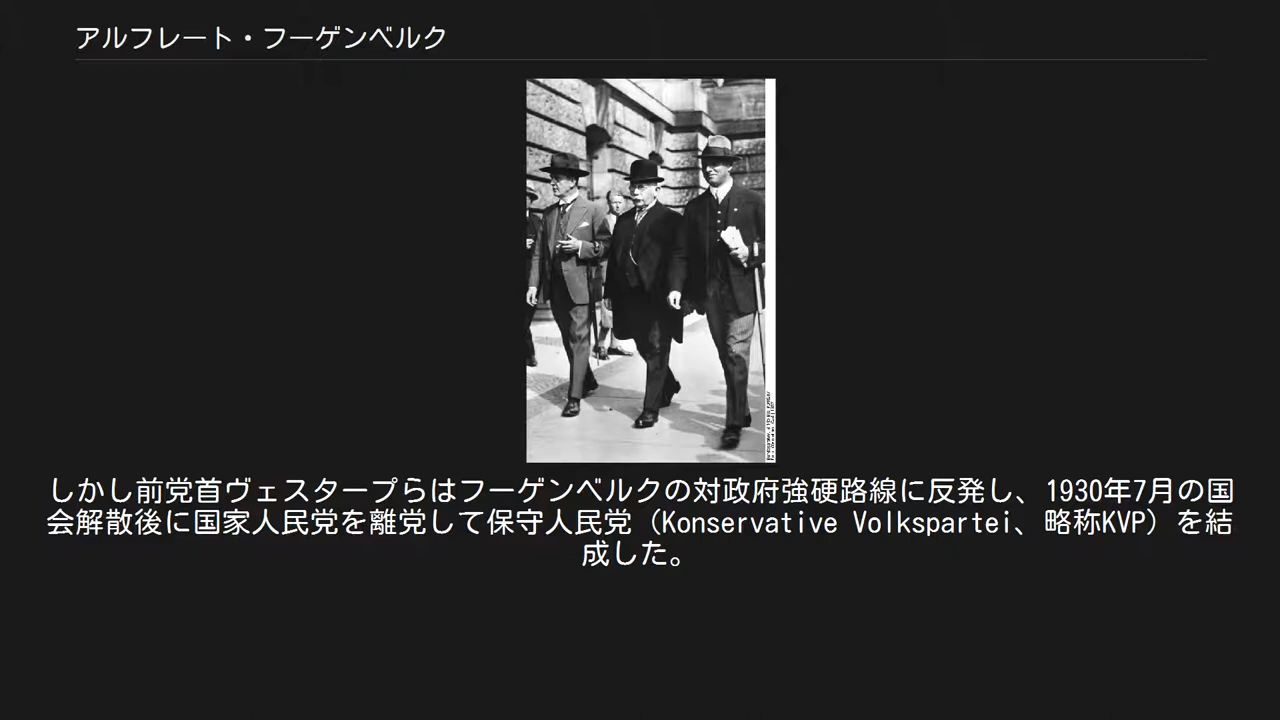 アルフレート・フーゲンベルク
しかし前党首ヴェスタープらはフーゲンベルクの対政府強硬路線に反発し、1930年7月の国
会解散後に国家人民党を離党して保守人民党（Konservative Volkspartei、略称KVP）を結
成した。